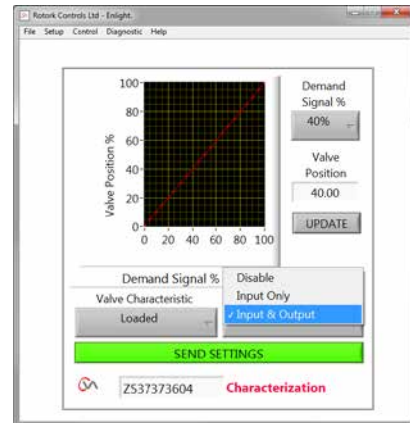 Rotork Controls Ltd - Enlight.
File Setup Control Diagnostic Help
100
80
60
40
20
0
Valve Position %
0 20 40 60 80 100
Demand Signal %
Demand
Signal %
40%
Valve
Position
40.00
UPDATE
Valve Characteristic
Loaded
Disable
Input Only
✓ Input & Output
SEND SETTINGS
ZS37373604
Characterization